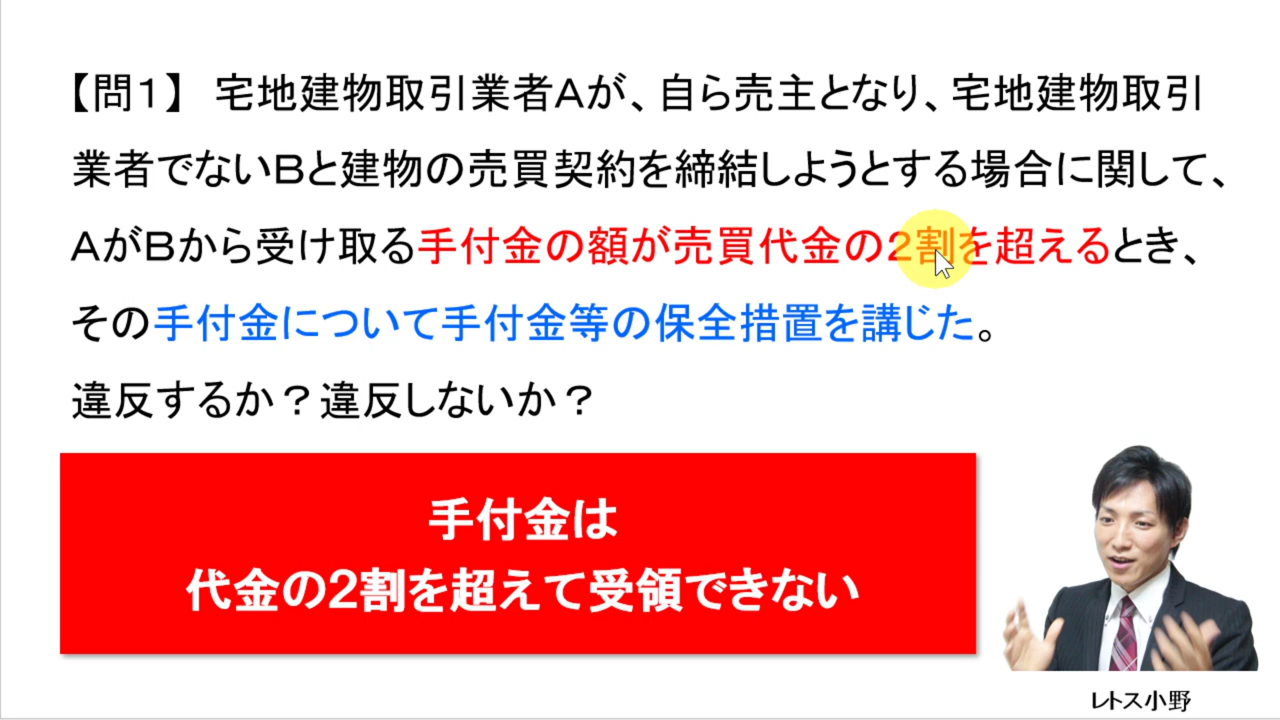 【問１】　宅地建物取引業者Ａが、自ら売主となり、宅地建物取引
業者でないＢと建物の売買契約を締結しようとする場合に関して、
ＡがＢから受け取る手付金の額が売買代金の２割を超えるとき、
その手付金について手付金等の保全措置を講じた。
違反するか？違反しないか？
手付金は
代金の２割を超えて受領できない
レトス小野